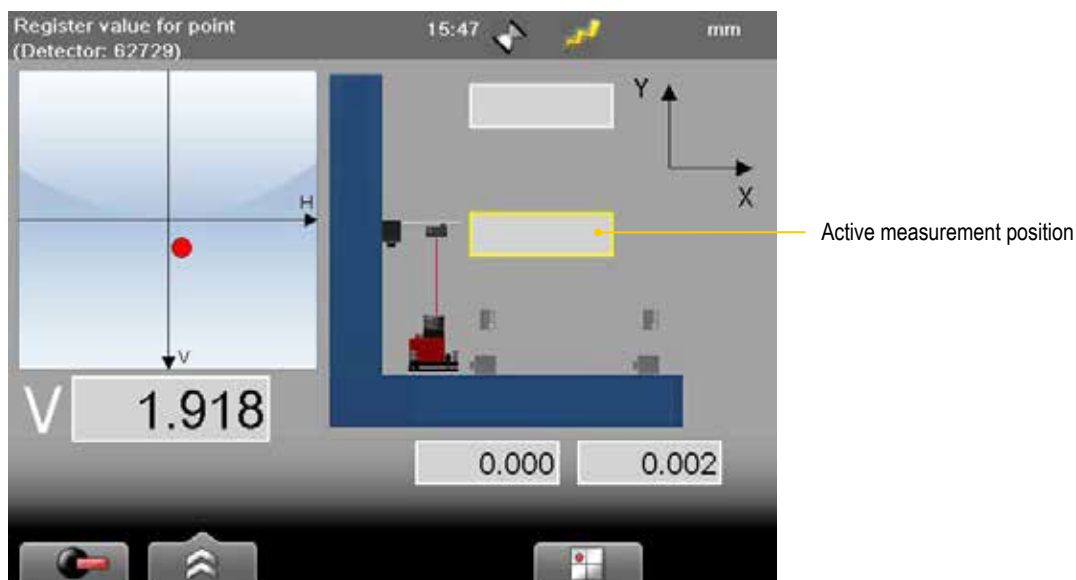 Register value for point
(Detector: 62729)
15:47
mm
Y
X
H
Active measurement position
V
V
1.918
0.000
0.002